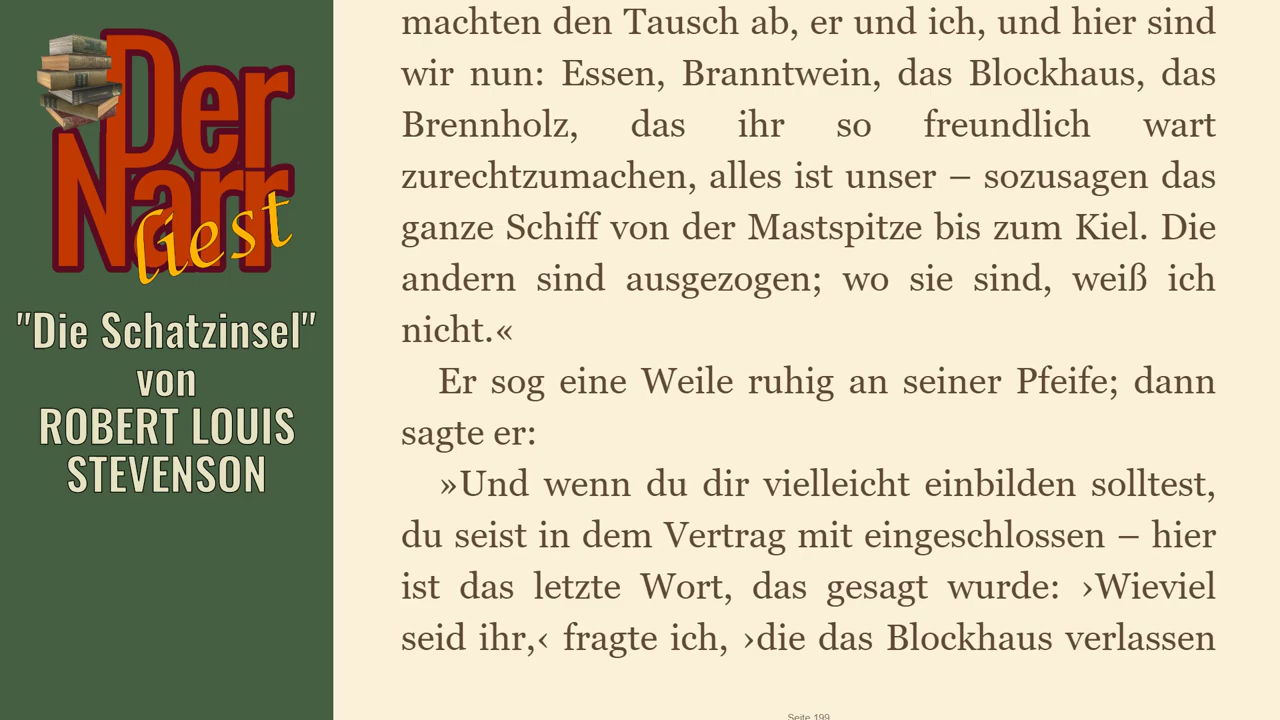 Der
Narr
liest
"Die Schatzinsel"
von
ROBERT LOUIS
STEVENSON
machten den Tausch ab, er und ich, und hier sind
wir nun: Essen, Branntwein, das Blockhaus, das
Brennholz, das ihr so freundlich wart
zurechtzumachen, alles ist unser – sozusagen das
ganze Schiff von der Mastspitze bis zum Kiel. Die
andern sind ausgezogen; wo sie sind, weiß ich
nicht.«
Er sog eine Weile ruhig an seiner Pfeife; dann
sagte er:
»Und wenn du dir vielleicht einbilden solltest,
du seist in dem Vertrag mit eingeschlossen – hier
ist das letzte Wort, das gesagt wurde: ›Wieviel
seid ihr,‹ fragte ich, ›die das Blockhaus verlassen
Seite 199